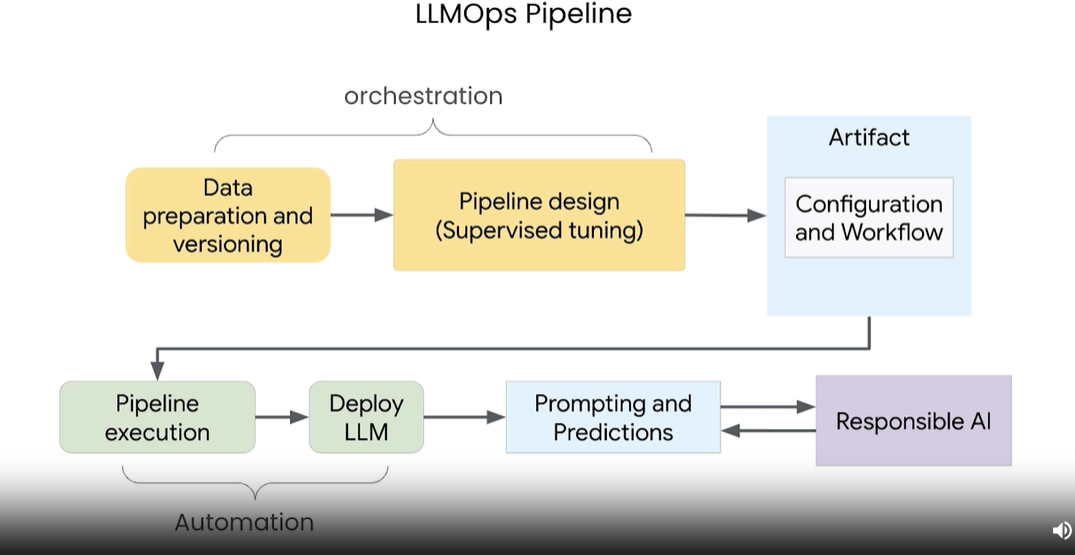 LLMOps Pipeline
orchestration
Data
preparation and
versioning
Pipeline design
(Supervised tuning)
Artifact
Configuration
and Workflow
Pipeline
execution
Deploy
LLM
Prompting and
Predictions
Responsible AI
Automation